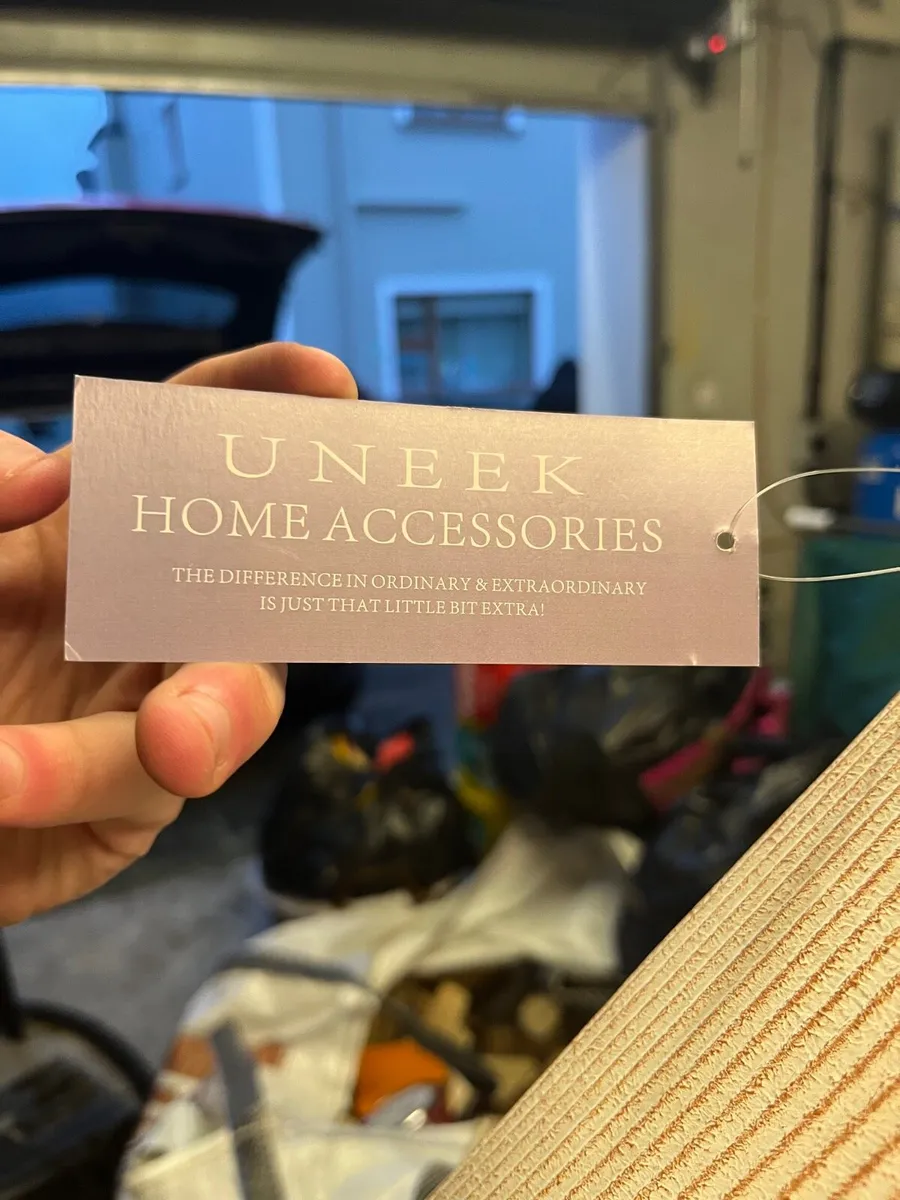 UNEEK
HOME ACCESSORIES
THE DIFFERENCE IN ORDINARY & EXTRAORDINARY
IS JUST THAT LITTLE BIT EXTRA!